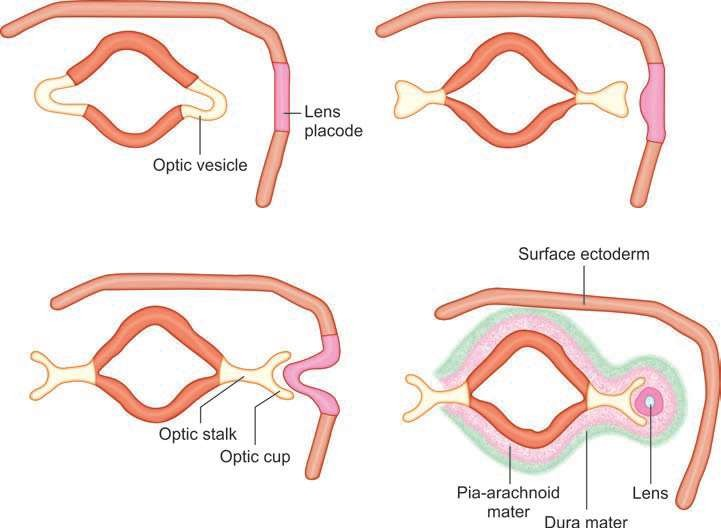 Lens
placode
Optic vesicle
Surface ectoderm
Optic stalk
Optic cup
Pia-arachnoid
mater
Dura mater
Lens